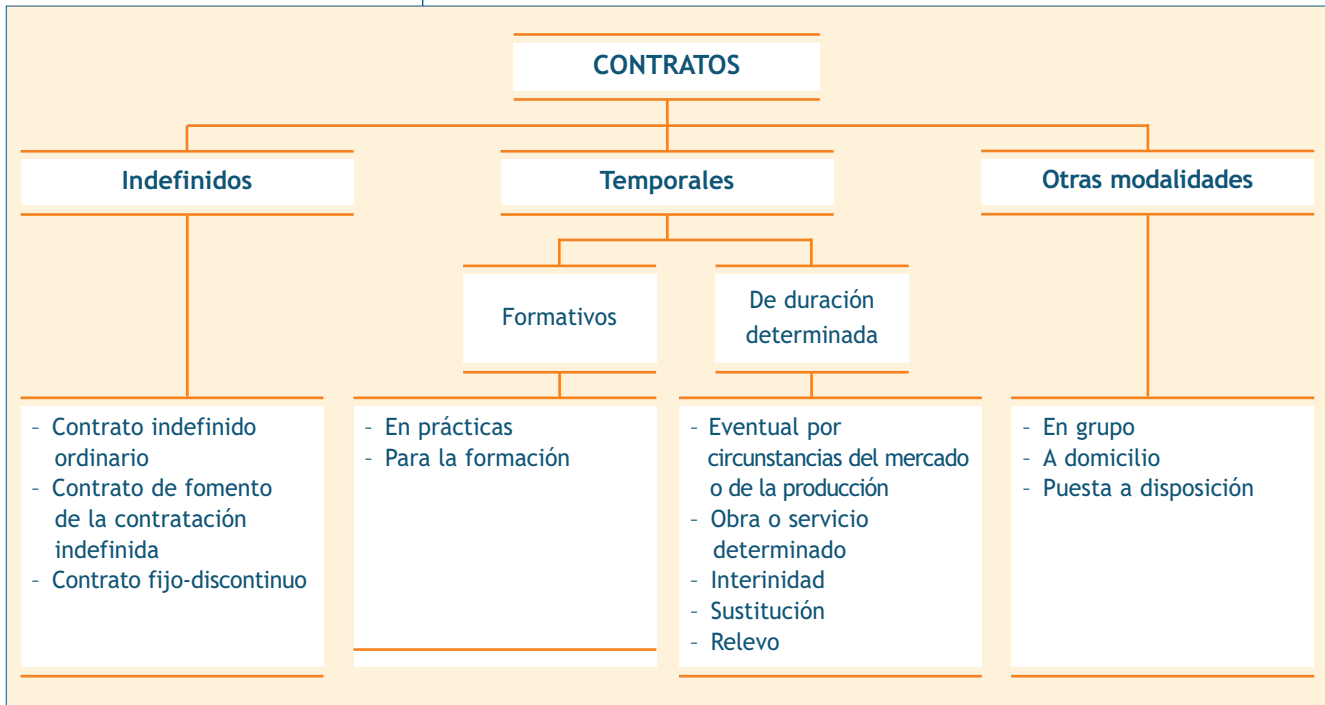 CONTRATOS
Indefinidos
Temporales
Otras modalidades
Formativos
De duración
determinada
- Contrato indefinido
ordinario
- Contrato de fomento
de la contratación
indefinida
- Contrato fijo-discontinuo
- En prácticas
- Para la formación
- Eventual por
circunstancias del mercado
o de la producción
- Obra o servicio
determinado
- Interinidad
- Sustitución
- Relevo
- En grupo
- A domicilio
- Puesta a disposición